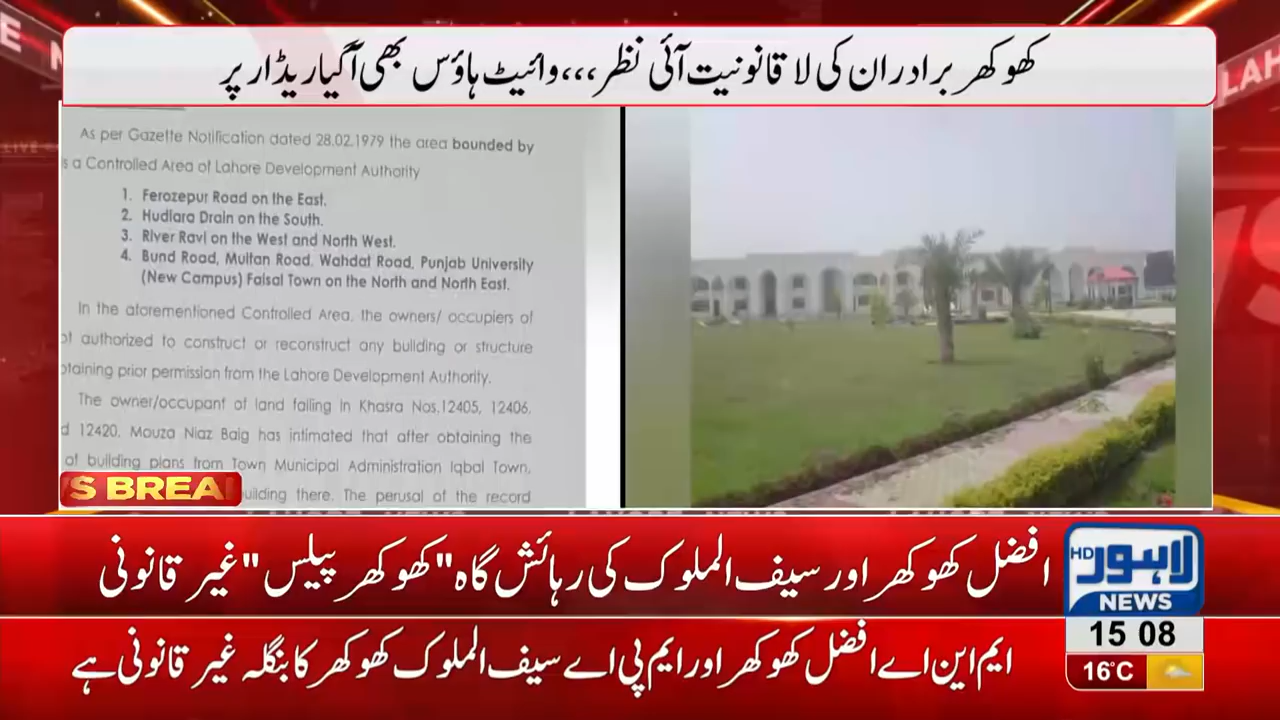 کھوکھر برادران کی لا قانونیت آئی نظر،،،وائیٹ ہاؤس بھی آگیا ریڈار پر
As per Gazette Notification dated 28.02.1979 the area bounded by
s a Controlled Area of Lahore Development Authority
1. Ferozepur Road on the East.
2. Hudiara Drain on the South.
3. River Ravi on the West and North West.
4. Bund Road, Multan Road, Wahdat Road, Punjab University
(New Campus) Faisal Town on the North and North East.
In the aforementioned Controlled Area, the owners/ occupiers of
ot authorized to construct or reconstruct any building or structure
btaining prior permission from the Lahore Development Authority.
The owner/occupant of land falling in Khasra Nos.12405, 12406,
d 12420, Mouza Niaz Baig has intimated that after obtaining the
of building plans from Town Municipal Administration Iqbal Town,
uilding there. The perusal of the record
S BREA
افضل کھوکھر اور سیف الملوک کی رہائش گاہ "کھوکھر پیلس" غیر قانونی
ایم این اے افضل کھوکھر اور ایم پی اے سیف الملوک کھوکھر کا بنگلہ غیر قانونی ہے
لاہور HD
NEWS
15 08
16°C